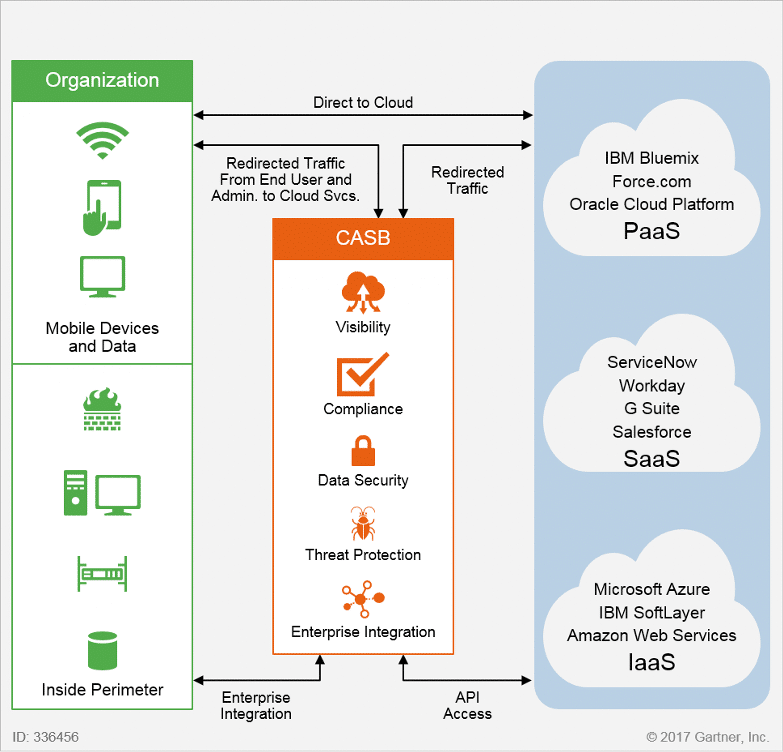 Organization
Mobile Devices
and Data
Inside Perimeter
Direct to Cloud
Redirected Traffic
From End User and
Admin. to Cloud Svcs.
Redirected
Traffic
CASB
Visibility
Compliance
Data Security
Threat Protection
Enterprise Integration
Enterprise
Integration
API
Access
IBM Bluemix
Force.com
Oracle Cloud Platform
PaaS
ServiceNow
Workday
G Suite
Salesforce
SaaS
Microsoft Azure
IBM SoftLayer
Amazon Web Services
IaaS
ID: 336456
© 2017 Gartner, Inc.